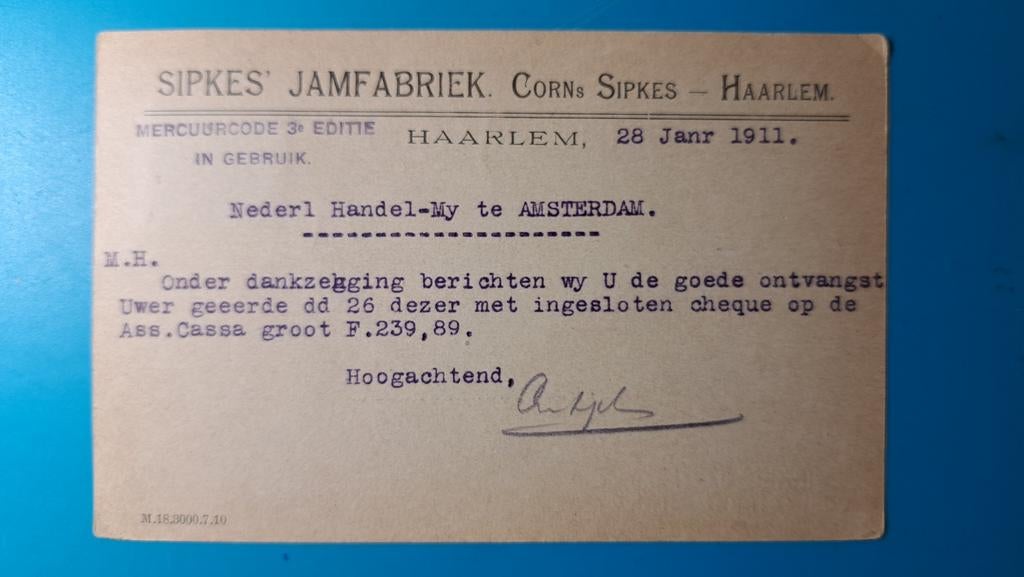 SIPKES' JAMFABRIEK. CORNs SIPKES — HAARLEM.
MERCUURCODE 3e EDITIE
IN GEBRUIK.
HAARLEM, 28 Janr 1911.
Nederl Handel-My te AMSTERDAM.
M.H.
Onder dankzegging berichten wy U de goede ontvangst
Uwer geeerde dd 26 dezer met ingesloten cheque op de
Ass.Cassa groot F.239,89.
Hoogachtend,
M.18.3000.7.10